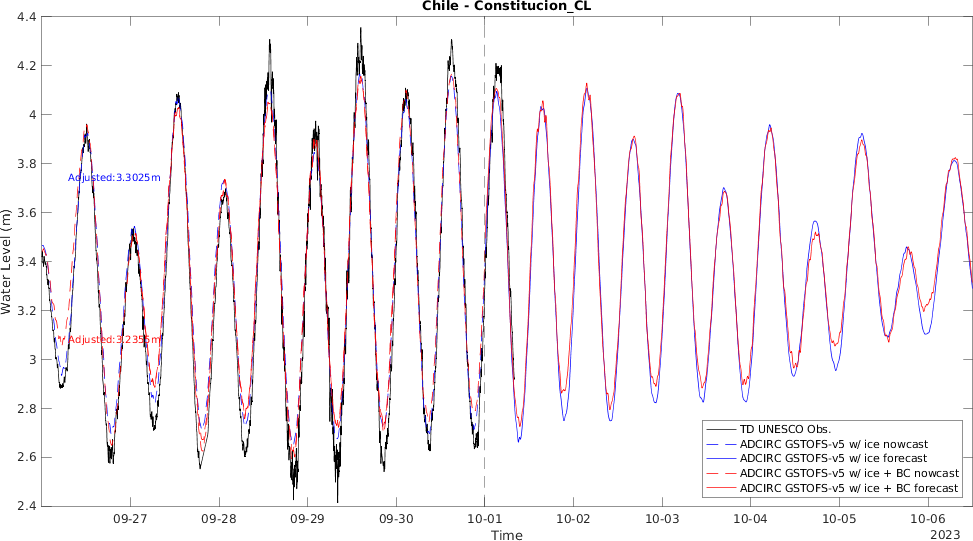 Chile - Constitucion_CL
4.4
4.2
4
3.8
3.6
3.4
3.2
3
2.8
2.6
2.4
Water Level (m)
Adjusted:3.3025m
Adjusted:3.2355m
TD UNESCO Obs.
ADCIRC GSTOFS-v5 w/ ice nowcast
ADCIRC GSTOFS-v5 w/ ice forecast
ADCIRC GSTOFS-v5 w/ ice + BC nowcast
ADCIRC GSTOFS-v5 w/ ice + BC forecast
09-27 09-28 09-29 09-30 10-01 10-02 10-03 10-04 10-05 10-06
Time
2023